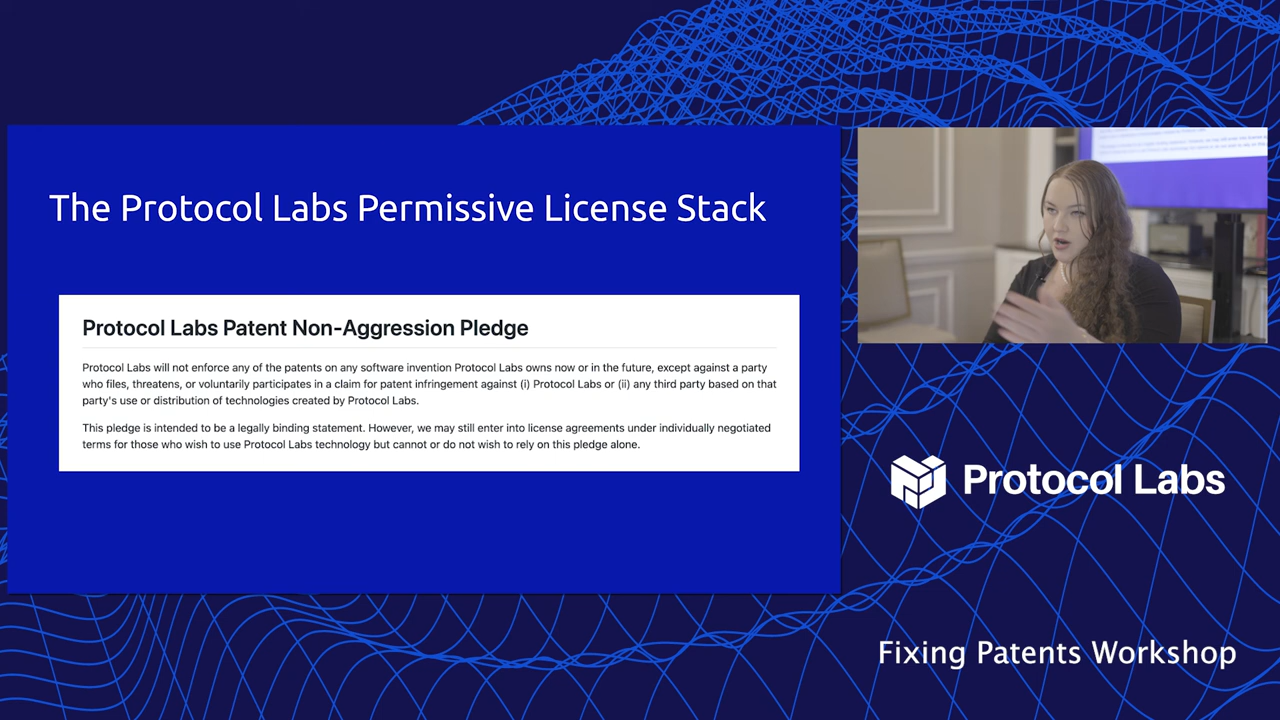 The Protocol Labs Permissive License Stack
Protocol Labs Patent Non-Aggression Pledge
Protocol Labs will not enforce any of the patents on any software invention Protocol Labs owns now or in the future, except against a party
who files, threatens, or voluntarily participates in a claim for patent infringement against (i) Protocol Labs or (ii) any third party based on that
party's use or distribution of technologies created by Protocol Labs.
This pledge is intended to be a legally binding statement. However, we may still enter into license agreements under individually negotiated
terms for those who wish to use Protocol Labs technology but cannot or do not wish to rely on this pledge alone.
Protocol Labs
Fixing Patents Workshop